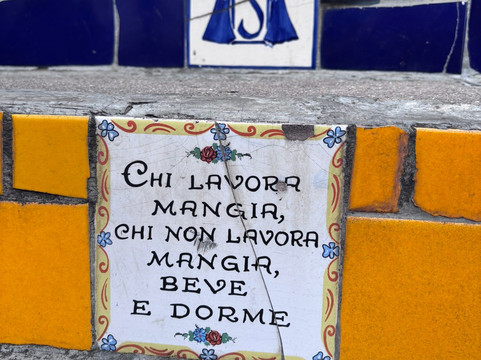 CHI LAVORA
MANGIA,
CHI NON LAVORA
MANGIA,
BEVE
E DORME